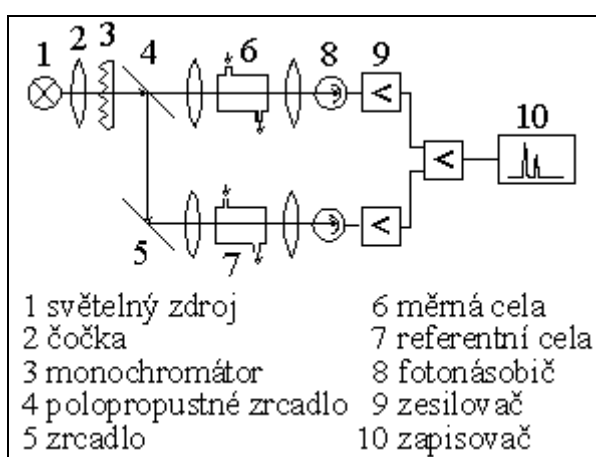 1 2 3 4 6 8 9
10
5 7
1 světelný zdroj
2 čočka
3 monochromátor
4 polopropustné zrcadlo
5 zrcadlo
6 měrná cela
7 referentní cela
8 fotonásobič
9 zesilovač
10 zapisovač